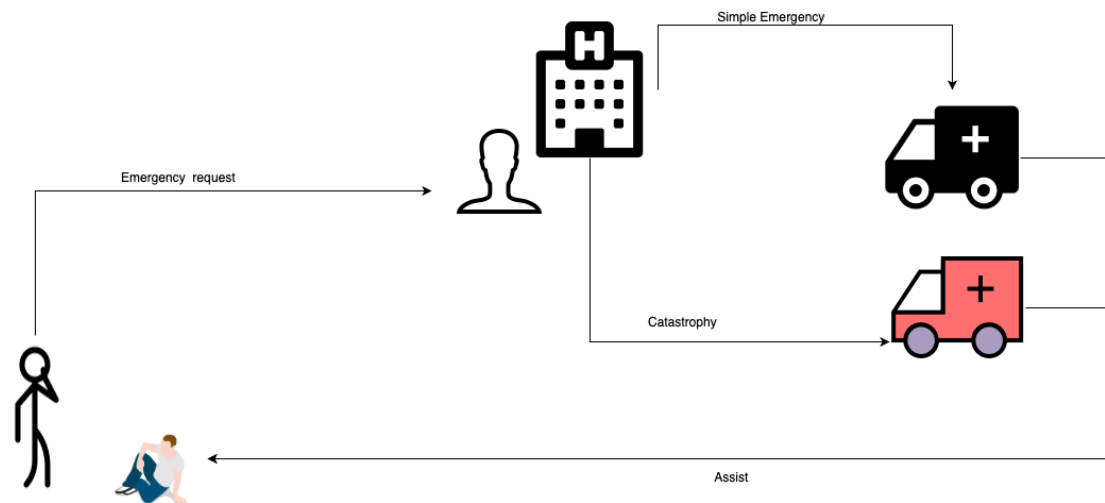 Simple Emergency
H
Emergency request
Catastrophy
Assist